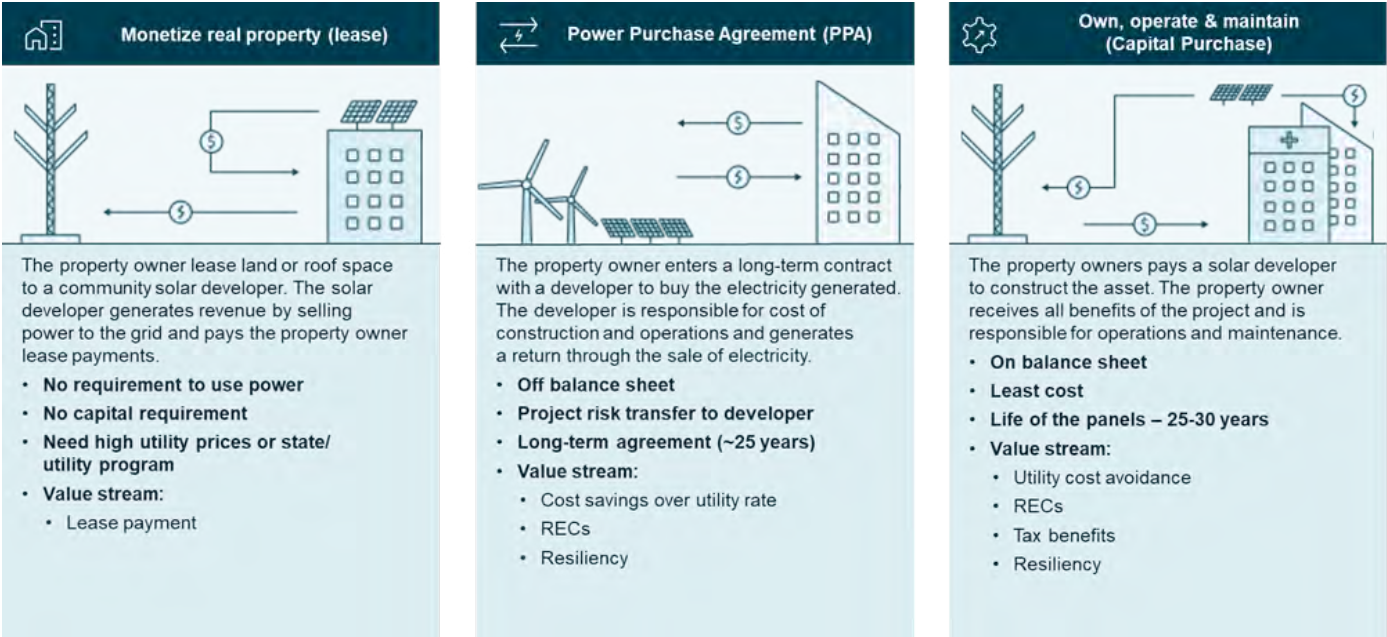 Monetize real property (lease)
The property owner lease land or roof space
to a community solar developer. The solar
developer generates revenue by selling
power to the grid and pays the property owner
lease payments.
• No requirement to use power
• No capital requirement
• Need high utility prices or state/
utility program
• Value stream:
• Lease payment
Power Purchase Agreement (PPA)
The property owner enters a long-term contract
with a developer to buy the electricity generated.
The developer is responsible for cost of
construction and operations and generates
a return through the sale of electricity.
• Off balance sheet
• Project risk transfer to developer
• Long-term agreement (~25 years)
• Value stream:
• Cost savings over utility rate
• RECs
• Resiliency
Own, operate & maintain
(Capital Purchase)
The property owners pays a solar developer
to construct the asset. The property owner
receives all benefits of the project and is
responsible for operations and maintenance.
• On balance sheet
• Least cost
• Life of the panels – 25-30 years
• Value stream:
• Utility cost avoidance
• RECs
• Tax benefits
• Resiliency
$
$
$